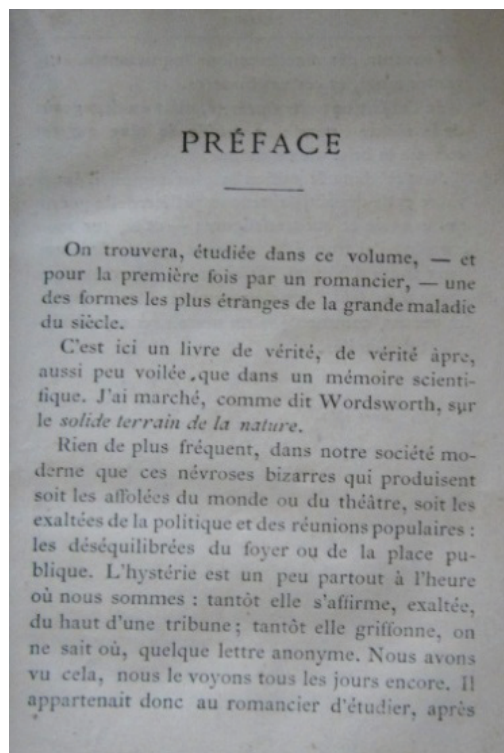 PRÉFACE
On trouvera, étudiée dans ce volume, — et
pour la première fois par un romancier, — une
des formes les plus étranges de la grande maladie
du siècle.
C'est ici un livre de vérité, de vérité âpre,
aussi peu voilée que dans un mémoire scienti-
fique. J'ai marché, comme dit Wordsworth, sur
le solide terrain de la nature.
Rien de plus fréquent, dans notre société mo-
derne que ces névroses bizarres qui produisent
soit les affolées du monde ou du théâtre, soit les
exaltées de la politique et des réunions populaires :
les déséquilibrées du foyer ou de la place pu-
blique. L'hystérie est un peu partout à l'heure
où nous sommes : tantôt elle s'affirme, exaltée,
du haut d'une tribune ; tantôt elle griffonne, on
ne sait où, quelque lettre anonyme. Nous avons
vu cela, nous le voyons tous les jours encore. Il
appartenait donc au romancier d'étudier, après